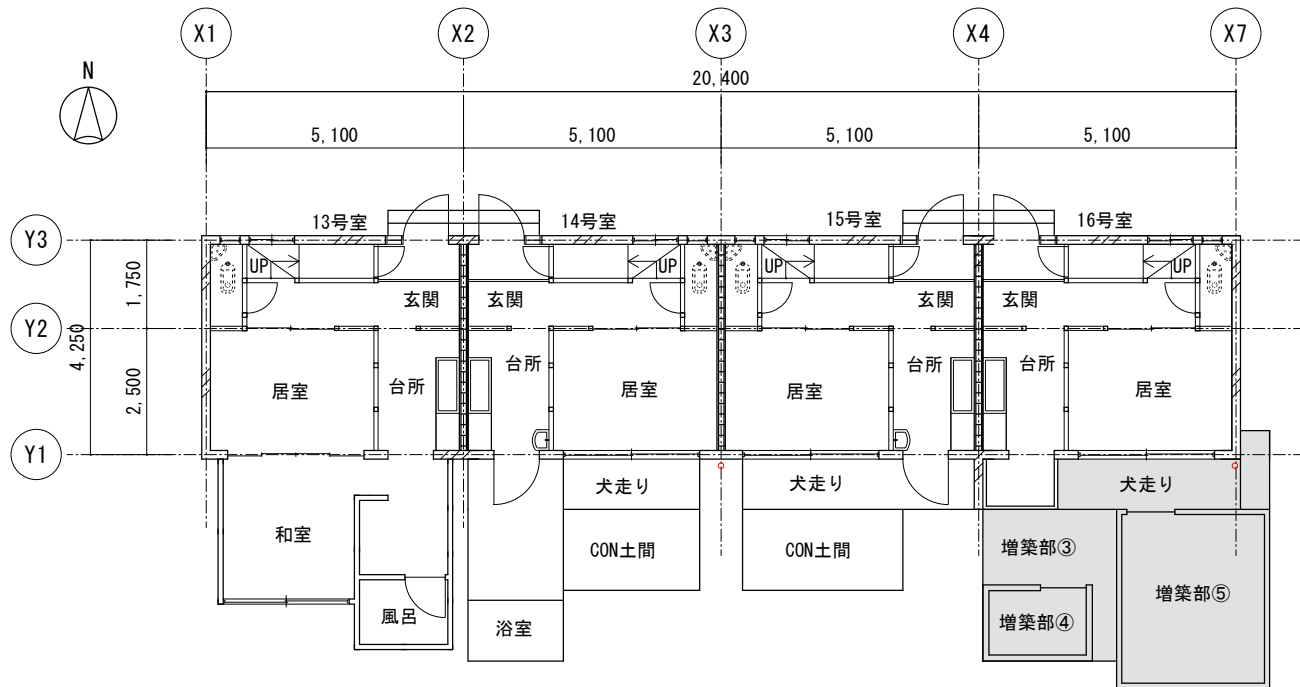 X1
X2
X3
X4
X7
N
20,400
5,100
5,100
5,100
5,100
13号室
14号室
15号室
16号室
Y3
UP
UP
UP
UP
1,750
玄関
玄関
玄関
玄関
Y2
4,250
2,500
居室
台所
台所
居室
居室
台所
台所
居室
Y1
犬走り
犬走り
犬走り
和室
CON土間
CON土間
増築部③
増築部⑤
風呂
浴室
増築部④